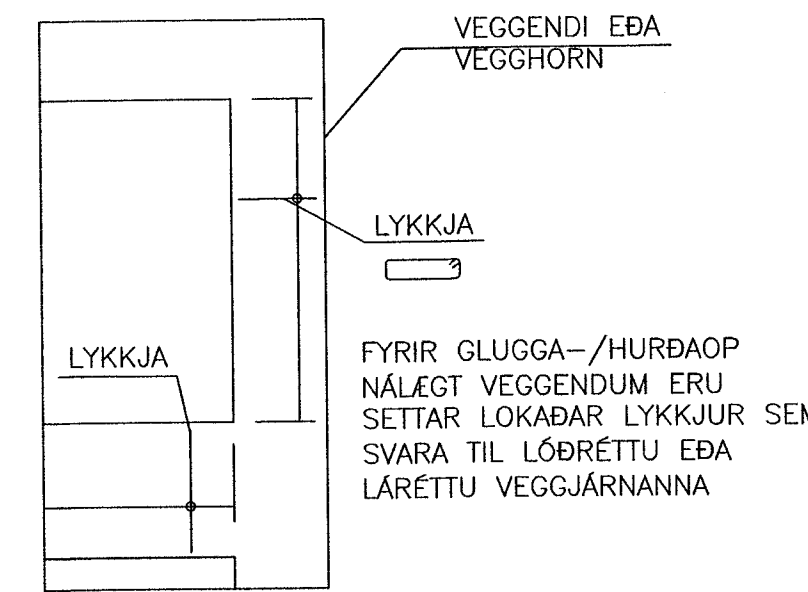 VEGGENDI EÐA
VEGGHORN
LYKKJA
LYKKJA
FYRIR GLUGGA-/HURÐAOP
NÁLÆGT VEGGENDUM ERU
SETTAR LOKAÐAR LYKKJUR SEM
SVARA TIL LÓÐRÉTTU EÐA
LÁRÉTTU VEGGJÁRNANNA